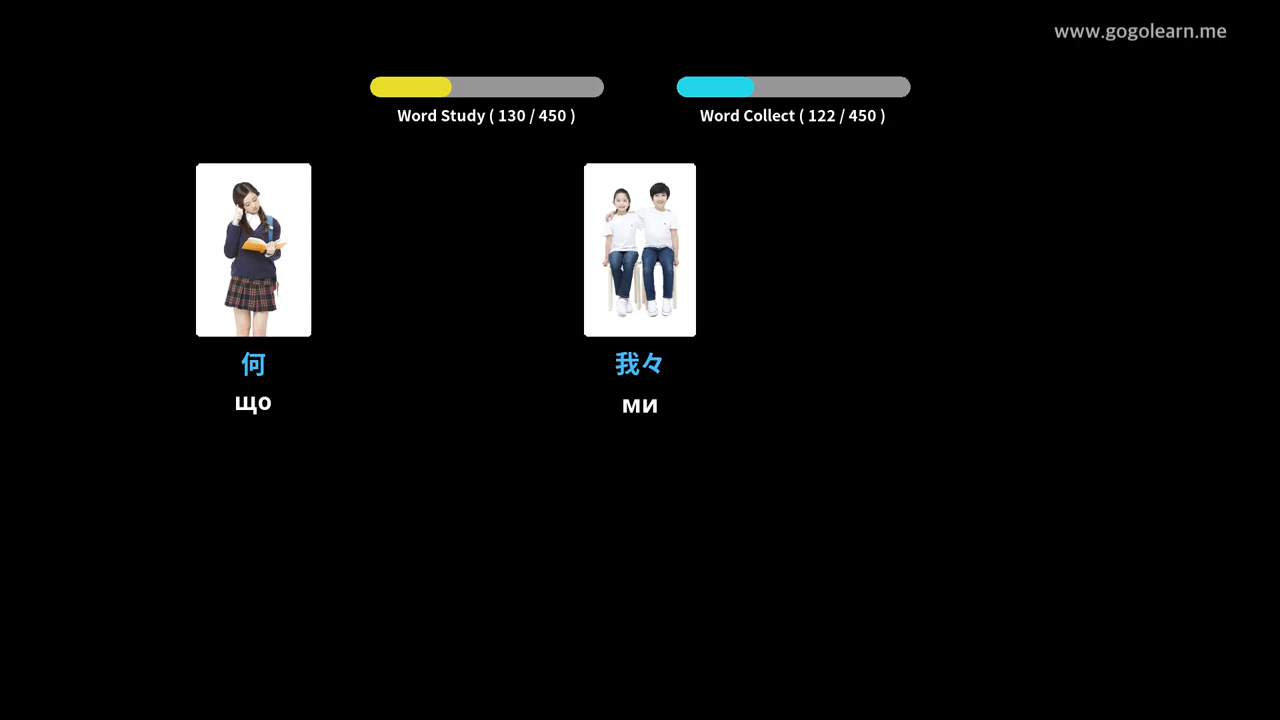 www.gogolearn.me
Word Study ( 130 / 450 )
Word Collect ( 122 / 450 )
何
що
我々
ми